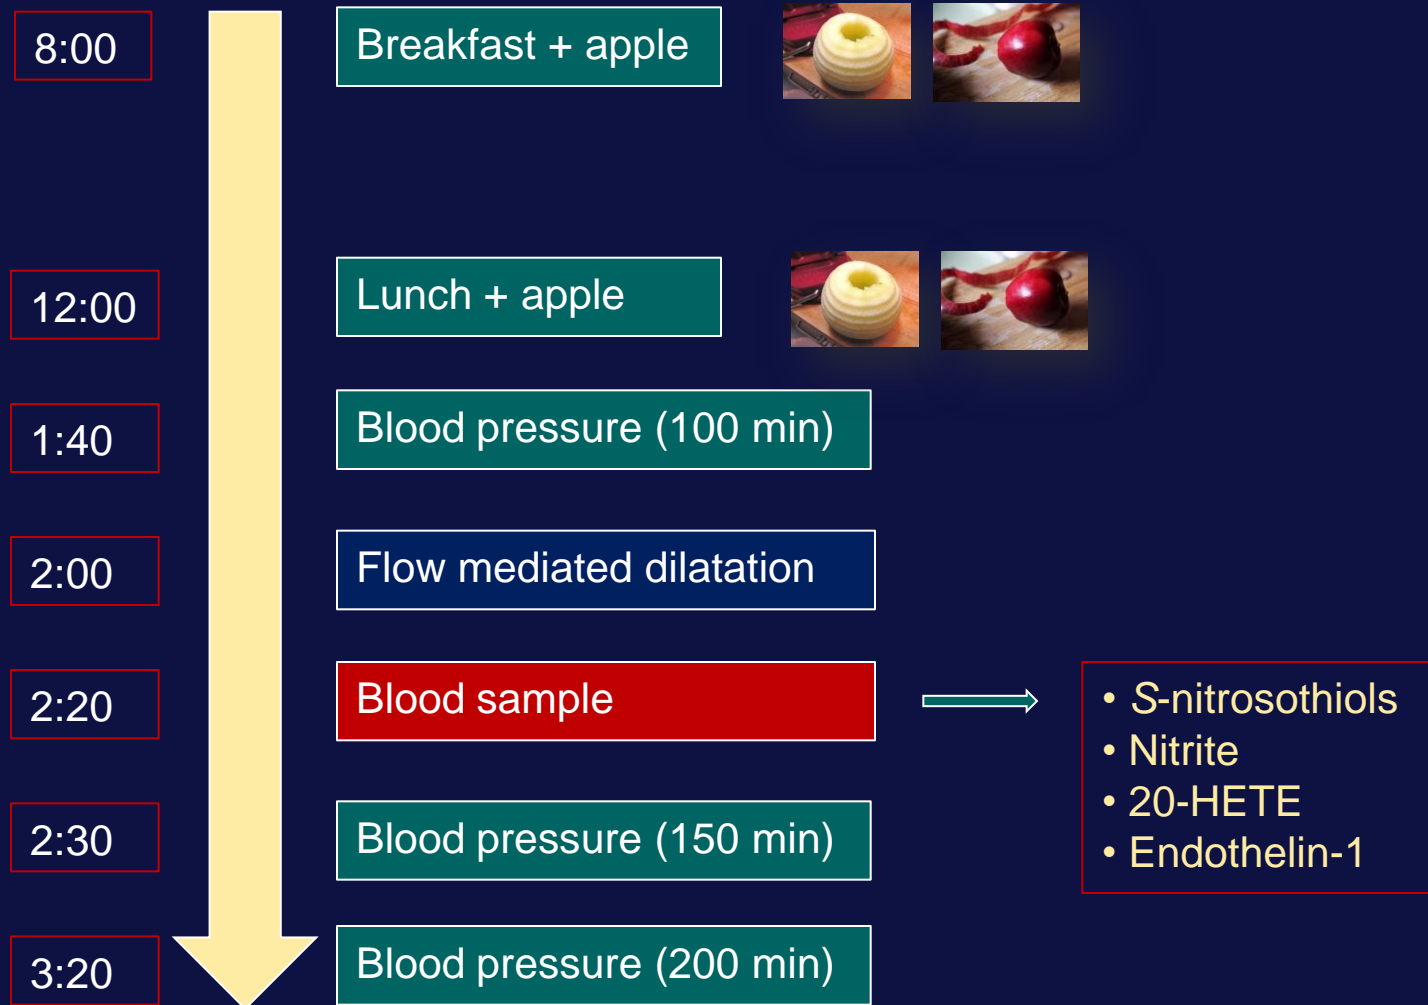 8:00
Breakfast + apple
12:00
Lunch + apple
1:40
Blood pressure (100 min)
2:00
Flow mediated dilatation
2:20
Blood sample
• S-nitrosothiols
• Nitrite
• 20-HETE
• Endothelin-1
2:30
Blood pressure (150 min)
3:20
Blood pressure (200 min)